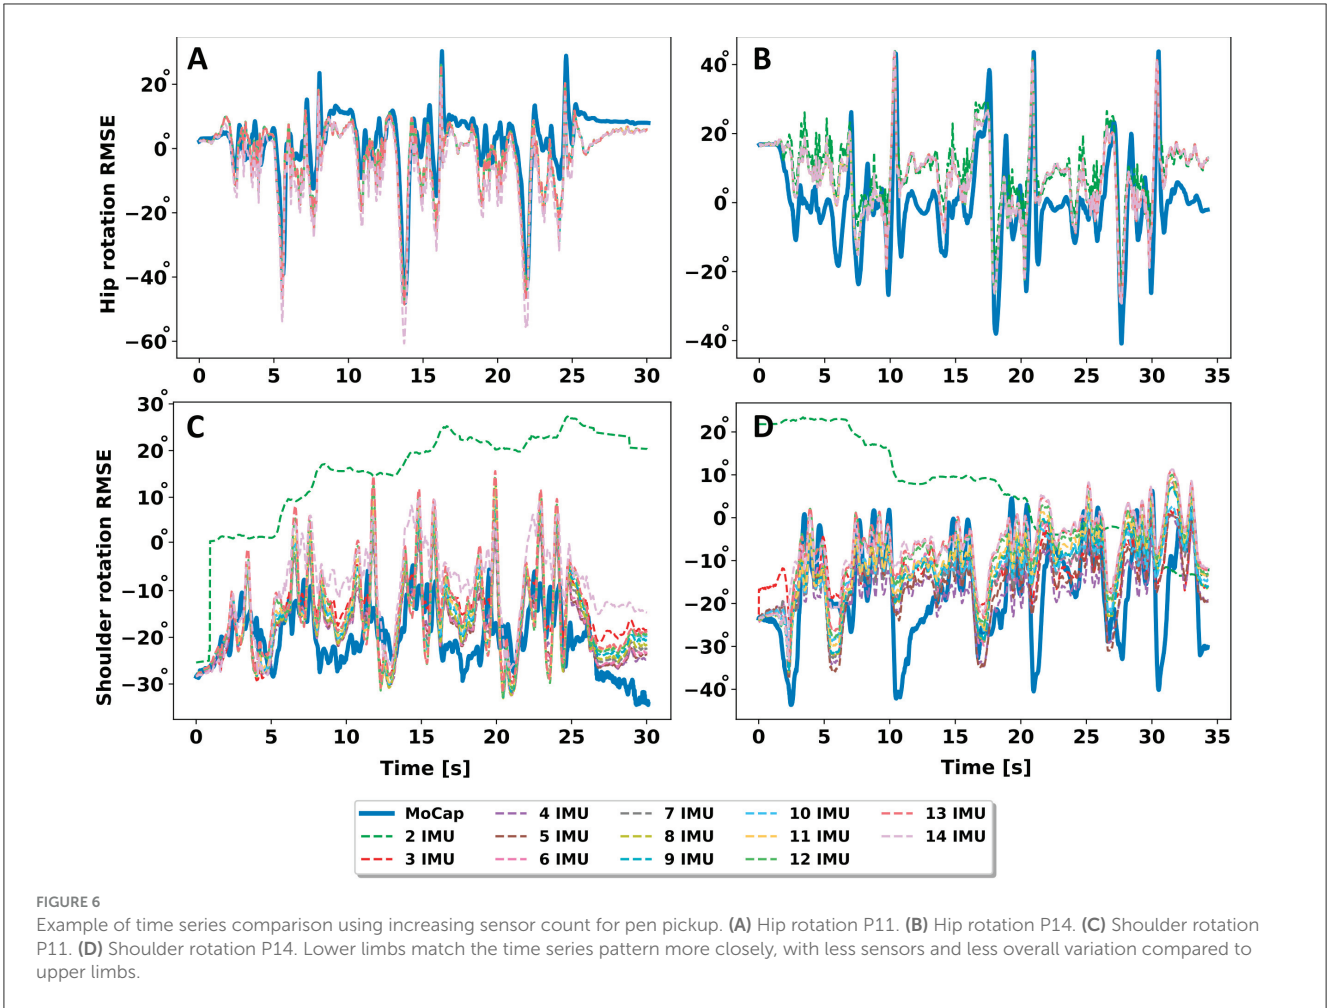 A
B
Hip rotation RMSE
20°
0°
−20°
−40°
−60°
0 5 10 15 20 25 30
40°
20°
0°
−20°
−40°
0 5 10 15 20 25 30 35
C
D
Shoulder rotation RMSE
30°
20°
10°
0°
−10°
−20°
−30°
0 5 10 15 20 25 30
Time [s]
20°
10°
0°
−10°
−20°
−30°
−40°
0 5 10 15 20 25 30 35
Time [s]
MoCap 4 IMU 7 IMU 10 IMU 13 IMU
2 IMU 5 IMU 8 IMU 11 IMU 14 IMU
3 IMU 6 IMU 9 IMU 12 IMU
FIGURE 6
Example of time series comparison using increasing sensor count for pen pickup. (A) Hip rotation P11. (B) Hip rotation P14. (C) Shoulder rotation
P11. (D) Shoulder rotation P14. Lower limbs match the time series pattern more closely, with less sensors and less overall variation compared to
upper limbs.